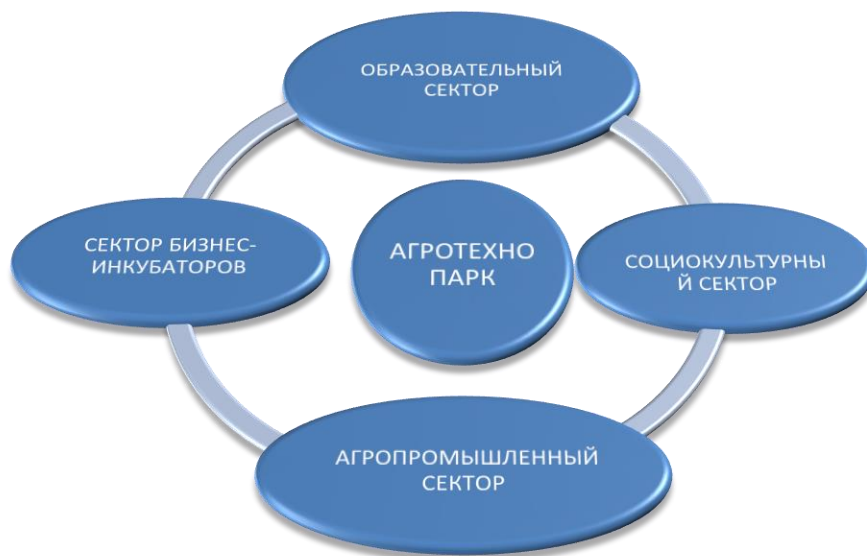 ОБРАЗОВАТЕЛЬНЫЙ
СЕКТОР
СЕКТОР БИЗНЕС-
ИНКУБАТОРОВ
АГРОТЕХНО
ПАРК
СОЦИОКУЛЬТУРНЫ
Й СЕКТОР
АГРОПРОМЫШЛЕННЫЙ
СЕКТОР